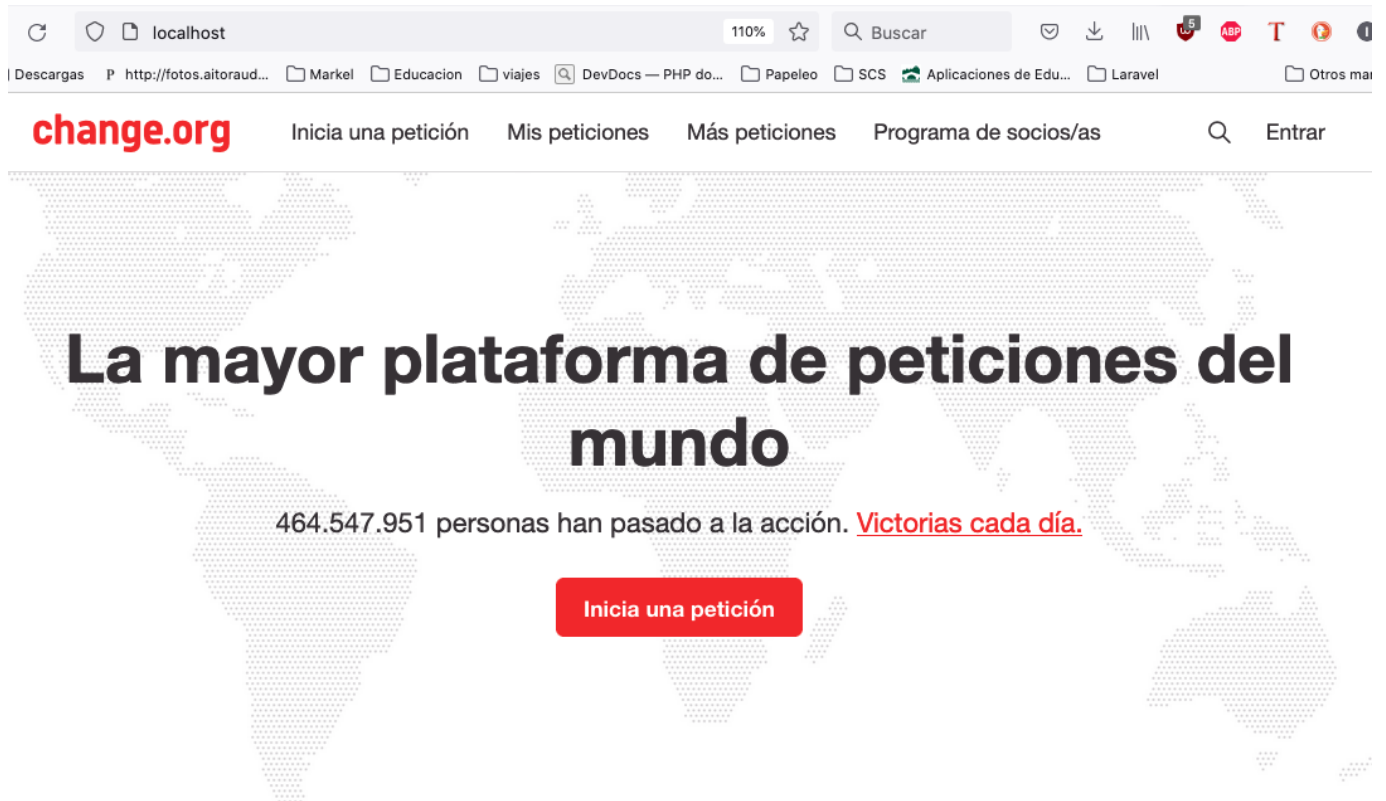 localhost 110% Buscar 5 ABP T
Descargas P http://fotos.aitoraud... Markel Educacion viajes DevDocs — PHP do... Papeleo SCS Aplicaciones de Edu... Laravel Otros mar
change.org Inicia una petición Mis peticiones Más peticiones Programa de socios/as Entrar
La mayor plataforma de peticiones del
mundo
464.547.951 personas han pasado a la acción. Victorias cada día.
Inicia una petición